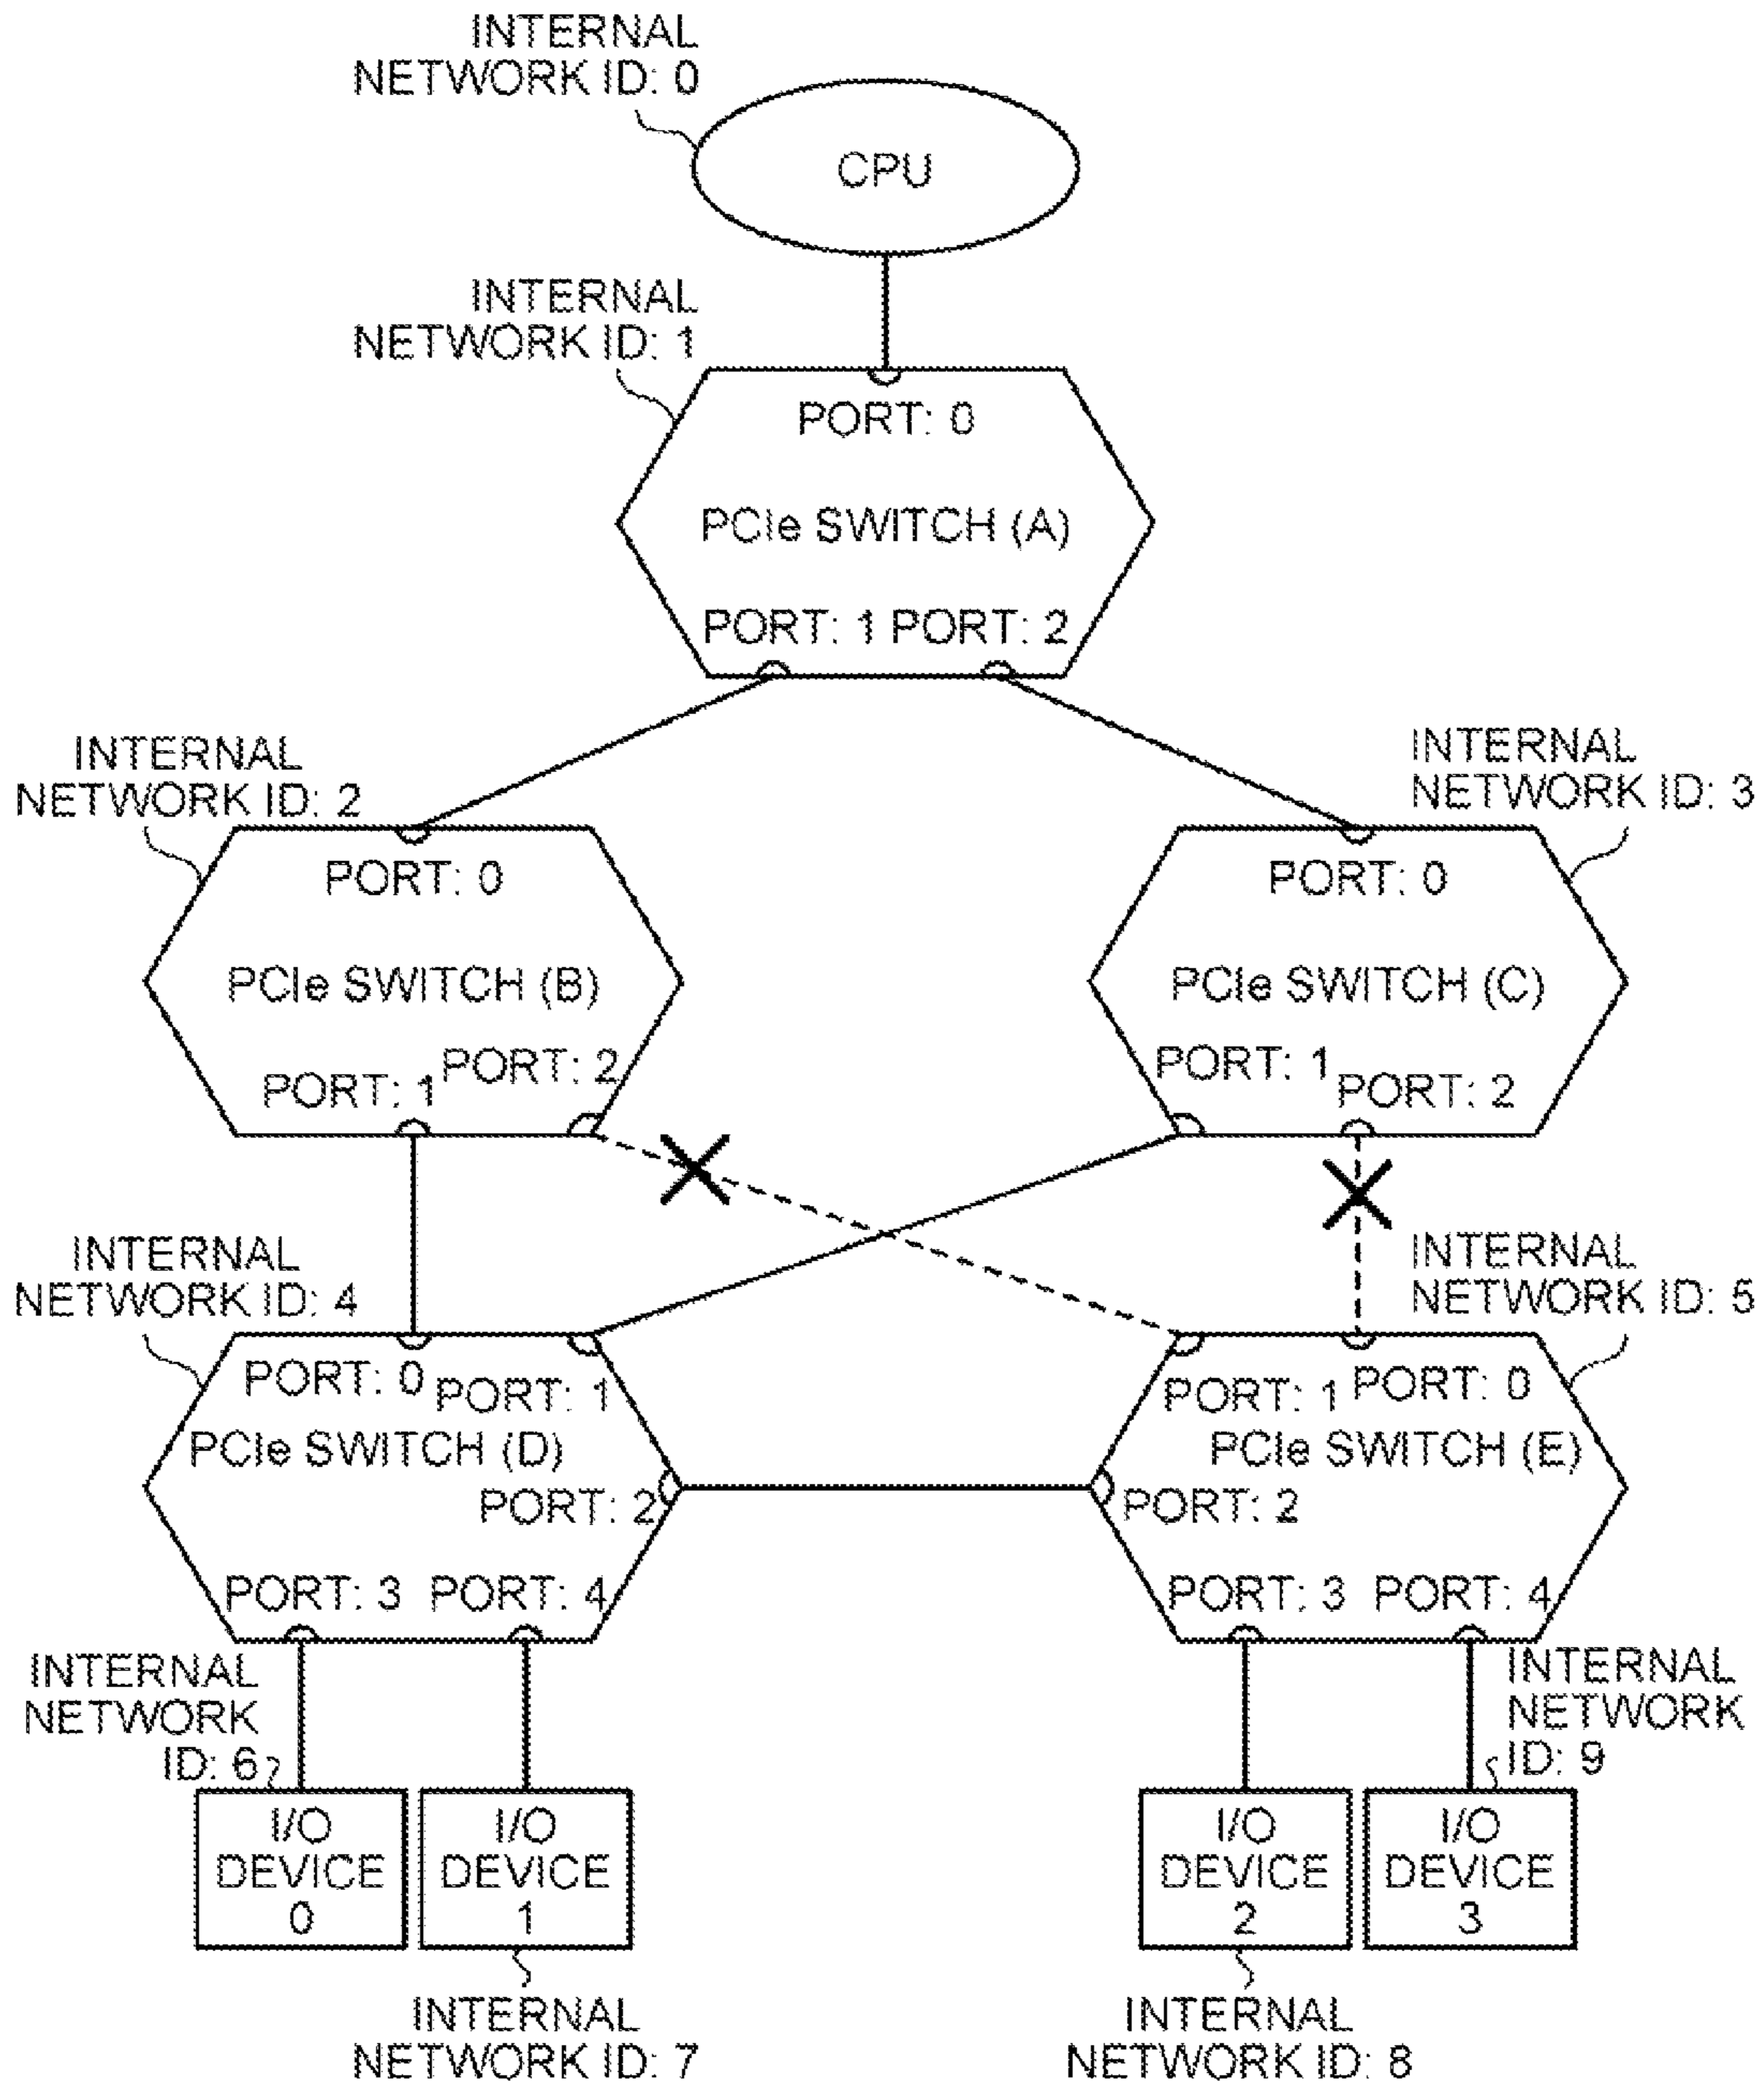 INTERNAL
NETWORK ID: 0
CPU
INTERNAL
NETWORK ID: 1
PORT: 0
PCIe SWITCH (A)
PORT: 1 PORT: 2
INTERNAL
NETWORK ID: 2
INTERNAL
NETWORK ID: 3
PORT: 0
PCIe SWITCH (B)
PORT: 1
PORT: 2
PORT: 0
PCIe SWITCH (C)
PORT: 1
PORT: 2
INTERNAL
NETWORK ID: 4
INTERNAL
NETWORK ID: 5
PORT: 0
PORT: 1
PCIe SWITCH (D)
PORT: 2
PORT: 3 PORT: 4
PORT: 1
PORT: 0
PCIe SWITCH (E)
PORT: 2
PORT: 3 PORT: 4
INTERNAL
NETWORK
ID: 6
INTERNAL
NETWORK
ID: 9
I/O
DEVICE
0
I/O
DEVICE
1
I/O
DEVICE
2
I/O
DEVICE
3
INTERNAL
NETWORK ID: 7
INTERNAL
NETWORK ID: 8